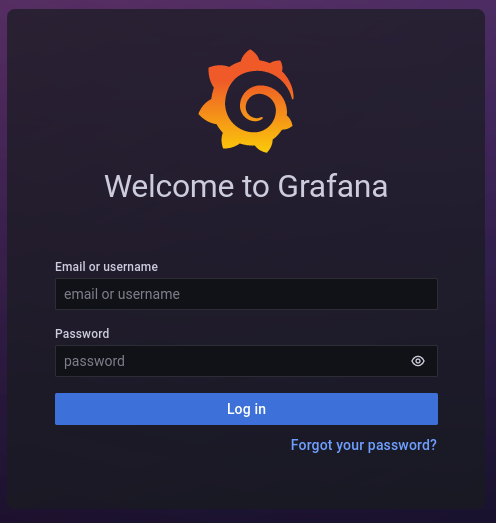 Welcome to Grafana
Email or username
email or username
Password
password
Log in
Forgot your password?